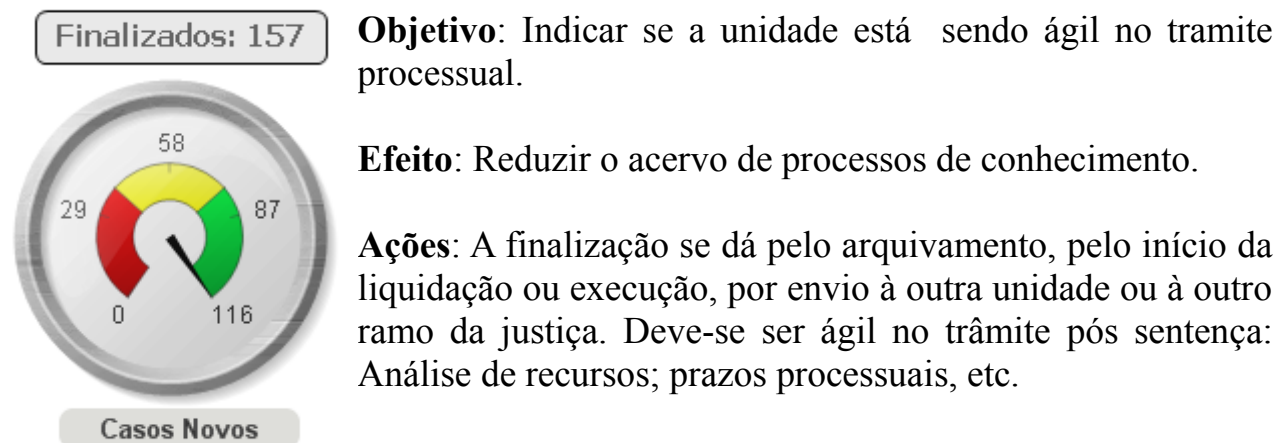 Finalizados: 157
58
29
87
0
116
Casos Novos
Objetivo: Indicar se a unidade está sendo ágil no tramite
processual.
Efeito: Reduzir o acervo de processos de conhecimento.
Ações: A finalização se dá pelo arquivamento, pelo início da
liquidação ou execução, por envio à outra unidade ou à outro
ramo da justiça. Deve-se ser ágil no trâmite pós sentença:
Análise de recursos; prazos processuais, etc.